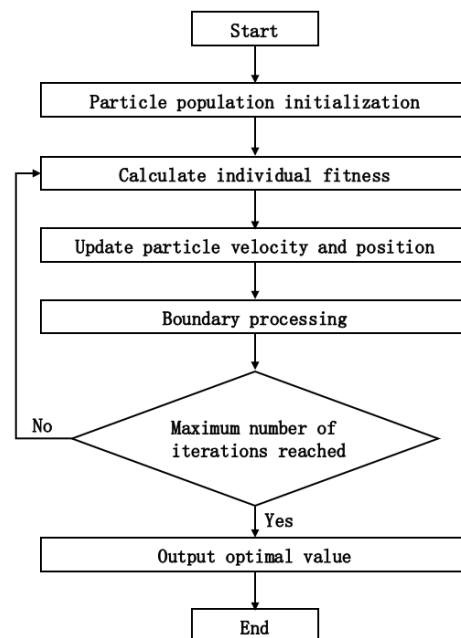 Start
Particle population initialization
Calculate individual fitness
Update particle velocity and position
Boundary processing
No
Maximum number of
iterations reached
Yes
Output optimal value
End